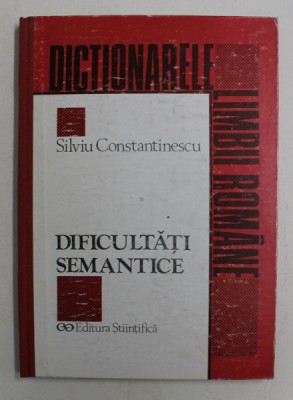 DICTIONARELE
LIMBII ROMÂNE
Silviu Constantinescu
DIFICULTĂȚI
SEMANTICE
Editura Științifică